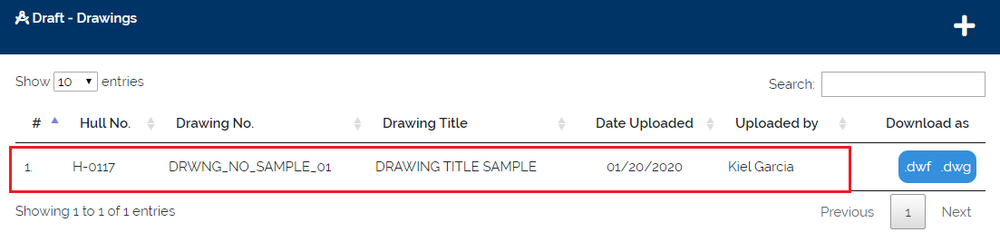 Draft - Drawings
Show 10 entries Search:
# Hull No. Drawing No. Drawing Title Date Uploaded Uploaded by Download as
1. H-0117 DRWNG_NO_SAMPLE_01 DRAWING TITLE SAMPLE 01/20/2020 Kiel Garcia .dwf .dwg
Showing 1 to 1 of 1 entries Previous 1 Next